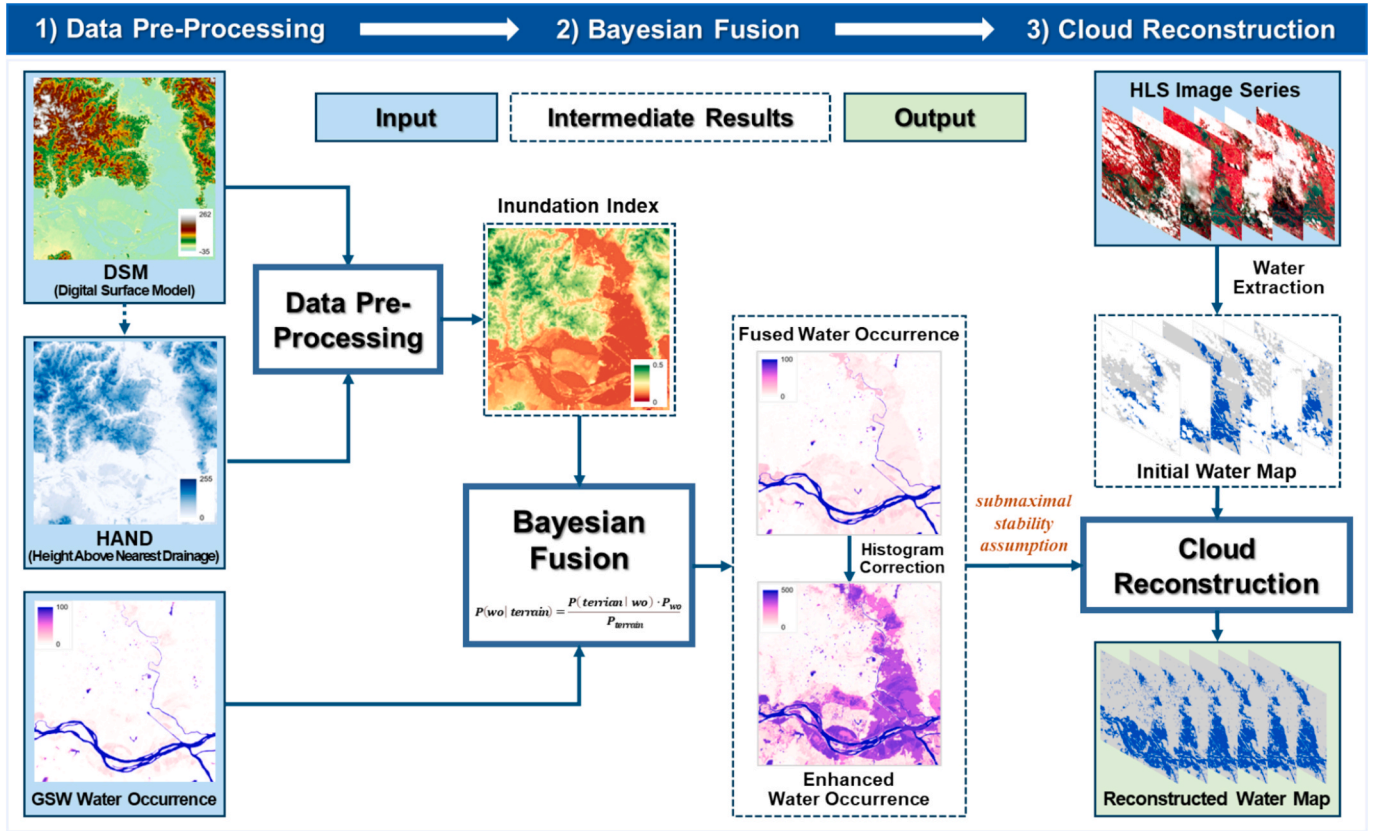 1) Data Pre-Processing
2) Bayesian Fusion
3) Cloud Reconstruction
Input
Intermediate Results
Output
262
-35
DSM
(Digital Surface Model)
255
0
HAND
(Height Above Nearest Drainage)
100
0
GSW Water Occurrence
Data Pre-
Processing
Inundation Index
0.5
0
Bayesian
Fusion
P(wo| terrain) = P(terrian | wo) · Pwo
Pterrain
Fused Water Occurrence
100
0
Histogram
Correction
500
0
Enhanced
Water Occurrence
submaximal
stability
assumption
HLS Image Series
Water
Extraction
Initial Water Map
Cloud
Reconstruction
Reconstructed Water Map